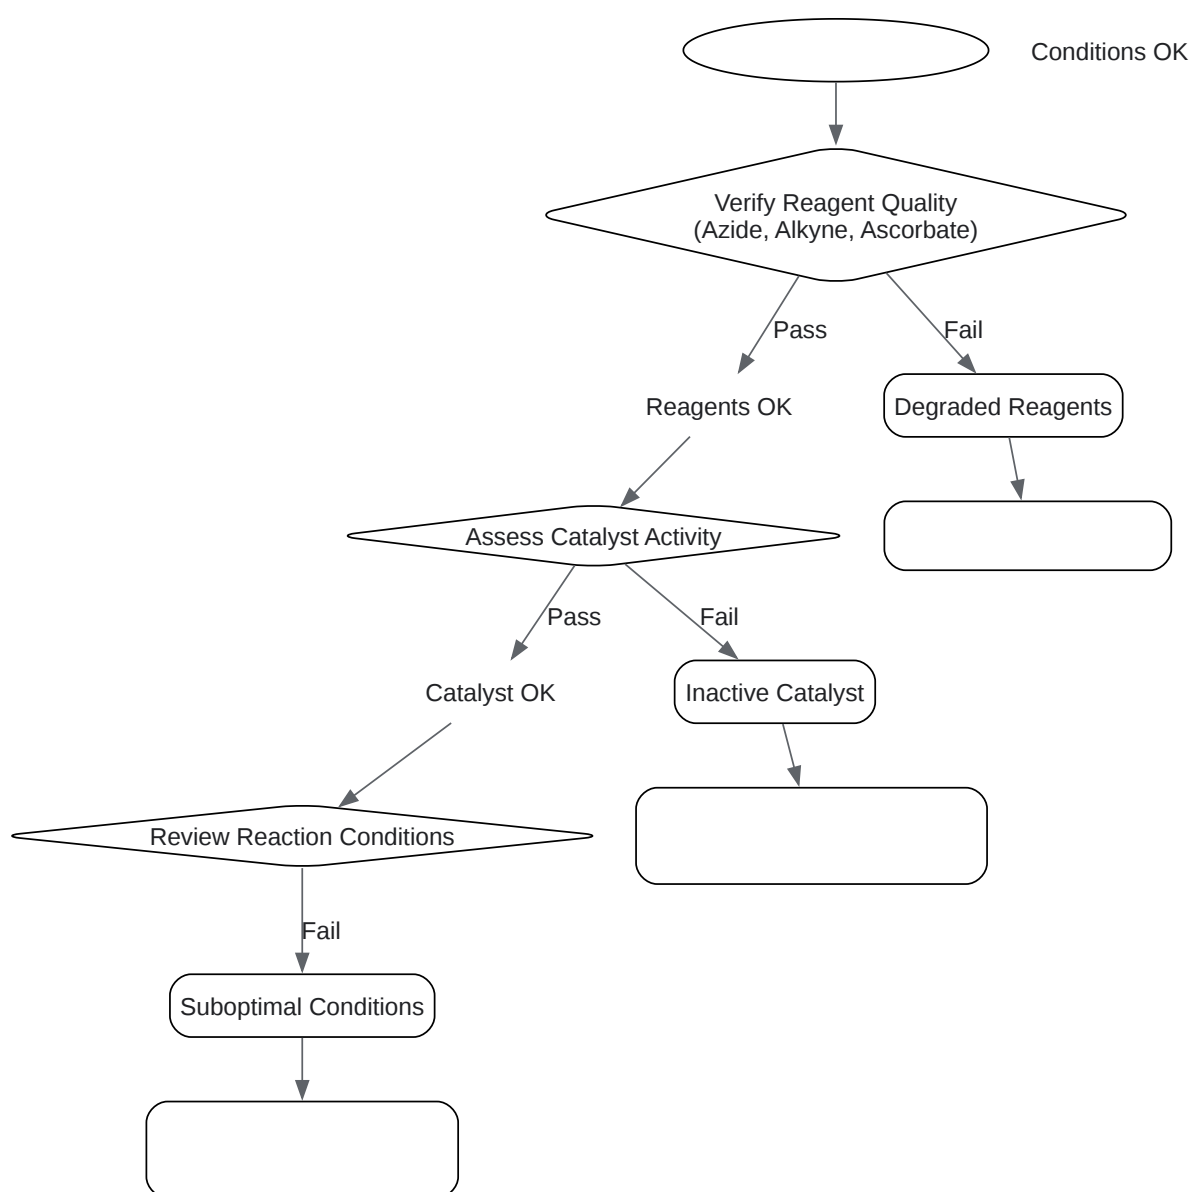 Conditions OK
Verify Reagent Quality
(Azide, Alkyne, Ascorbate)
Pass
Fail
Reagents OK
Degraded Reagents
Assess Catalyst Activity
Pass
Fail
Catalyst OK
Inactive Catalyst
Review Reaction Conditions
Fail
Suboptimal Conditions